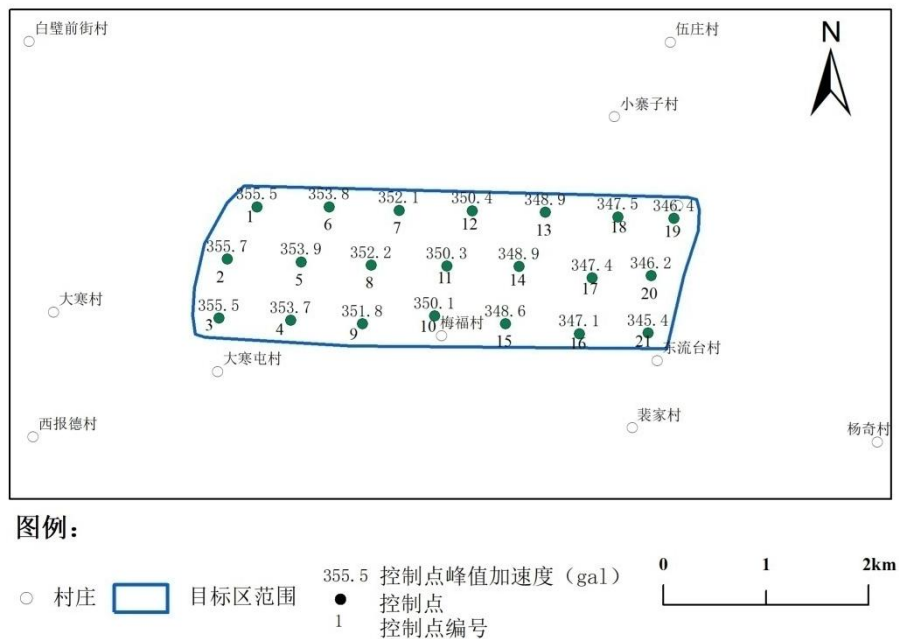 白璧前街村
伍庄村
N
小寨子村
355.5 353.8 352.1 350.4 348.9 347.5 346.4
1 6 7 12 13 18 19
355.7 353.9 352.2 350.3 348.9 347.4 346.2
2 5 8 11 14 17 20
大寒村
355.5 353.7 351.8 350.1 348.6 347.1 345.4
3 4 9 10 梅福村 15 16 21
大寒屯村
东流台村
西报德村
裴家村
杨奇村
图例：
0 1 2km
村庄
目标区范围
355.5 控制点峰值加速度（gal）
控制点
1 控制点编号